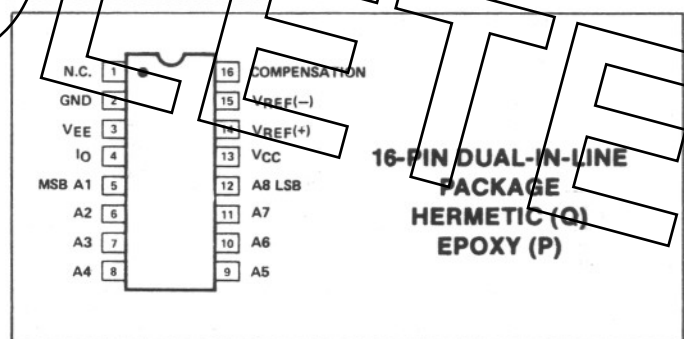 N.C. 1 16 COMPENSATION
GND 2 15 VREF(–)
VEE 3 14 VREF(+)
IO 4 13 VCC
MSB A1 5 12 A8 LSB
A2 6 11 A7
A3 7 10 A6
A4 8 9 A5
16-PIN DUAL-IN-LINE
PACKAGE
HERMETIC (Q)
EPOXY (P)
LETE